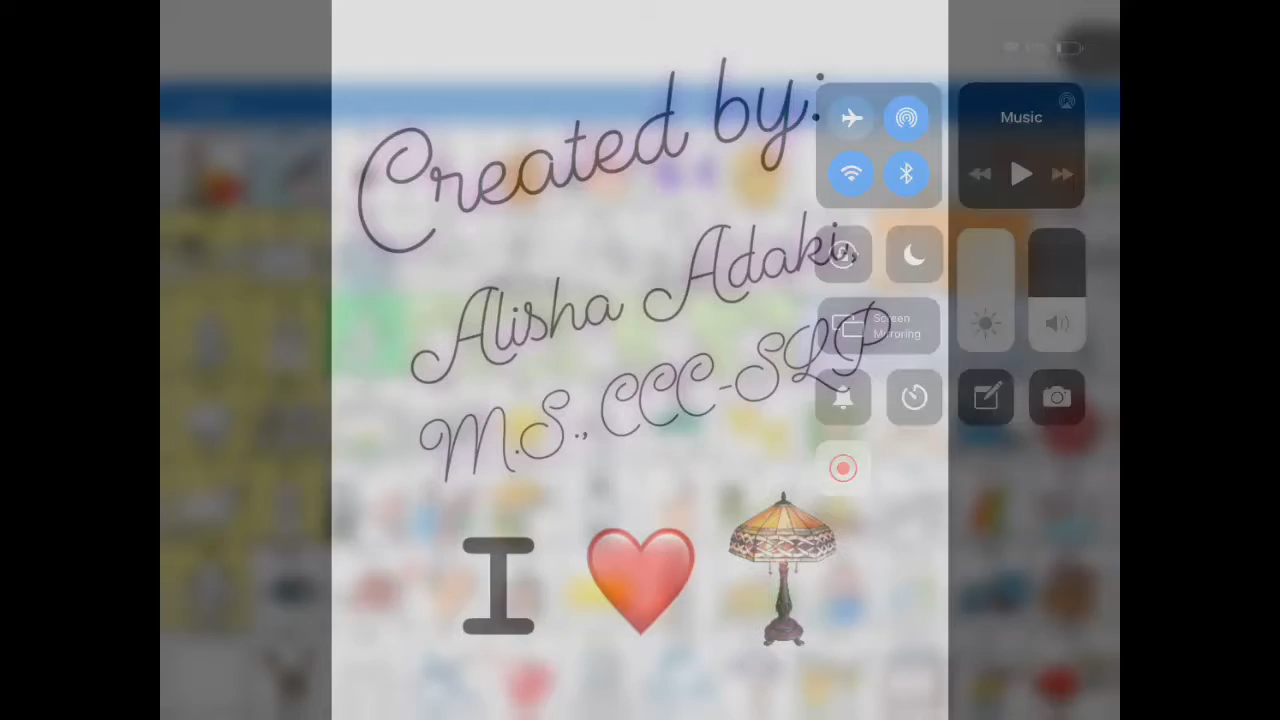 Created by:
Alisha Adaki,
M.S., CCC-SLP
I
Music
Screen
Mirroring